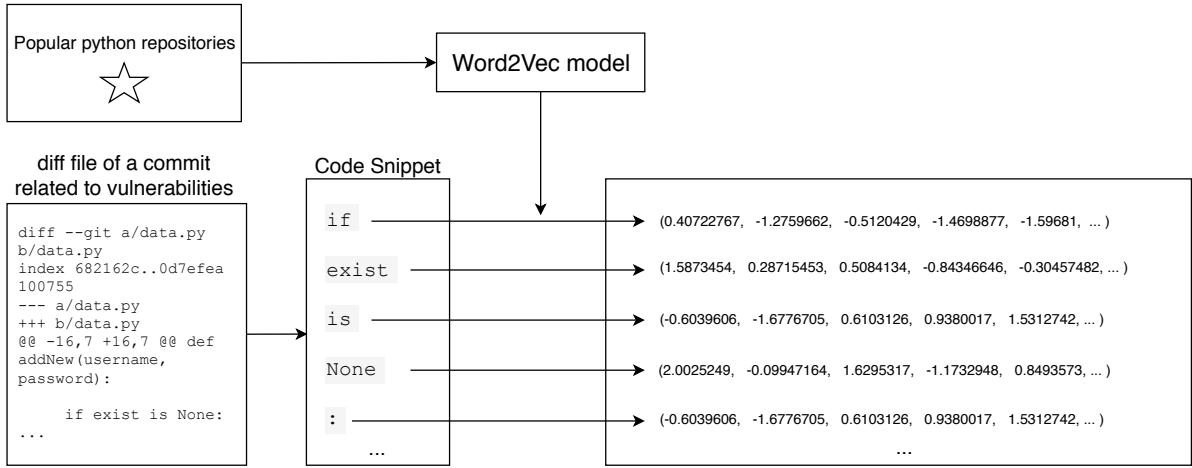 Popular python repositories
Word2Vec model
diff file of a commit
related to vulnerabilities
diff --git a/data.py
b/data.py
index 682162c..0d7efea
100755
--- a/data.py
+++ b/data.py
@@ -16,7 +16,7 @@ def
addNew(username,
password):
if exist is None:
...
Code Snippet
if
exist
is
None
:
...
(0.40722767, -1.2759662, -0.5120429, -1.4698877, -1.59681, ... )
(1.5873454, 0.28715453, 0.5084134, -0.84346646, -0.30457482, ... )
(-0.6039606, -1.6776705, 0.6103126, 0.9380017, 1.5312742, ... )
(2.0025249, -0.09947164, 1.6295317, -1.1732948, 0.8493573, ... )
(-0.6039606, -1.6776705, 0.6103126, 0.9380017, 1.5312742, ... )
...